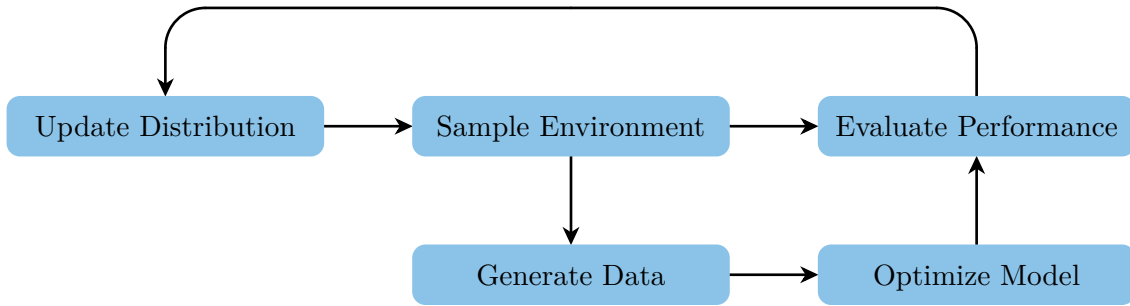 Update Distribution
Sample Environment
Evaluate Performance
Generate Data
Optimize Model